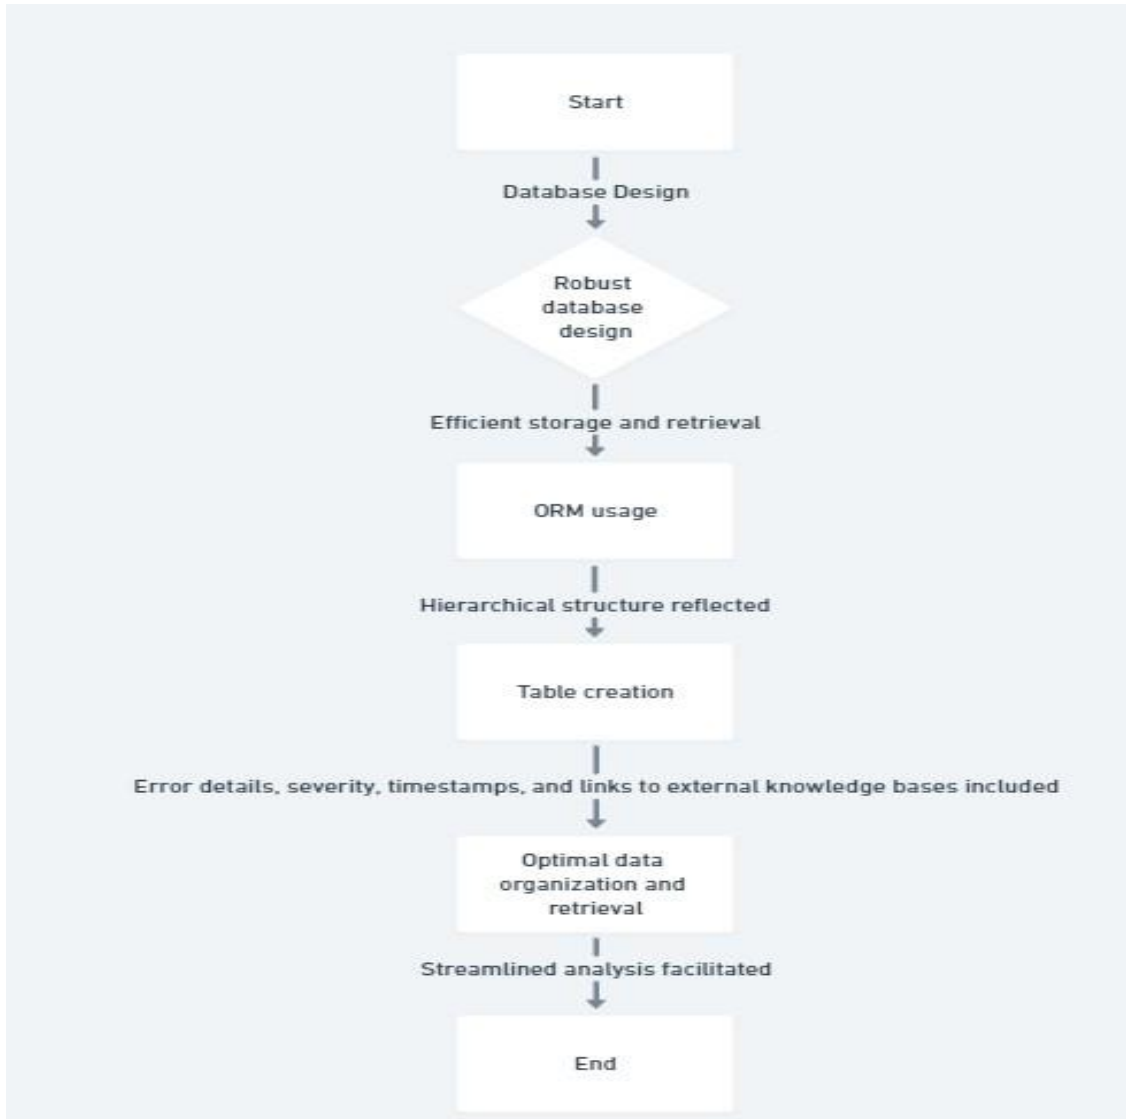 Start
Database Design
Robust
database
design
Efficient storage and retrieval
ORM usage
Hierarchical structure reflected
Table creation
Error details, severity, timestamps, and links to external knowledge bases included
Optimal data
organization and
retrieval
Streamlined analysis facilitated
End